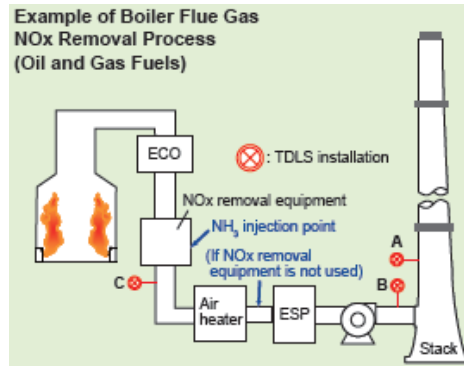 Example of Boiler Flue Gas
NOx Removal Process
(Oil and Gas Fuels)
ECO
: TDLS installation
NOx removal equipment
NH₃ injection point
(If NOx removal
equipment is not used)
A
B
C
Air
heater
ESP
Stack